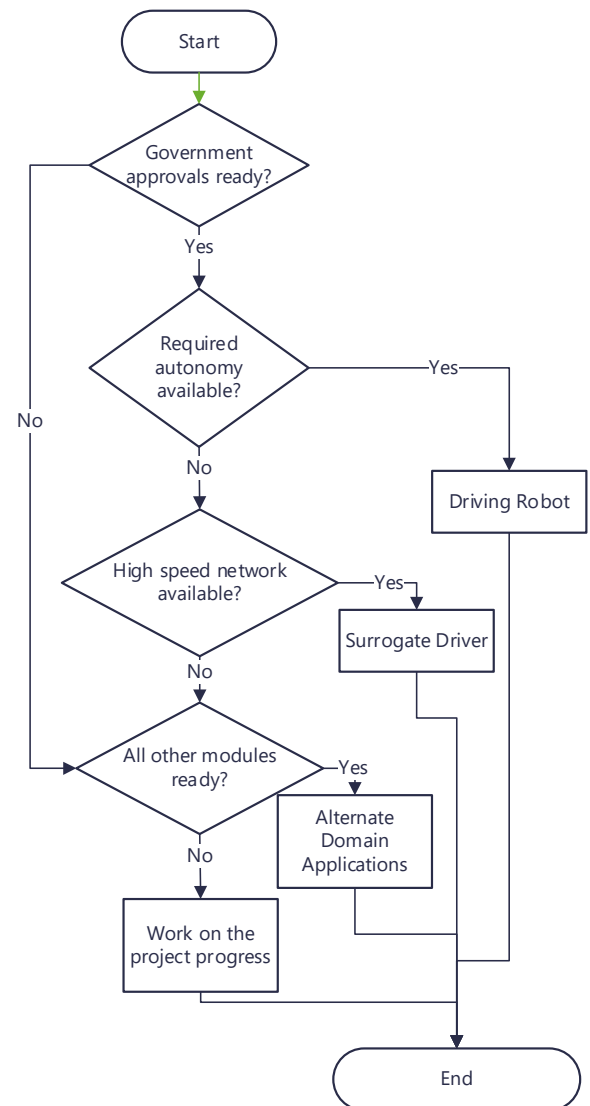 Start
Government
approvals ready?
Yes
Required
autonomy
available?
Yes
No
No
Driving Robot
High speed network
available?
Yes
Surrogate Driver
No
All other modules
ready?
Yes
Alternate
Domain
Applications
No
Work on the
project progress
End